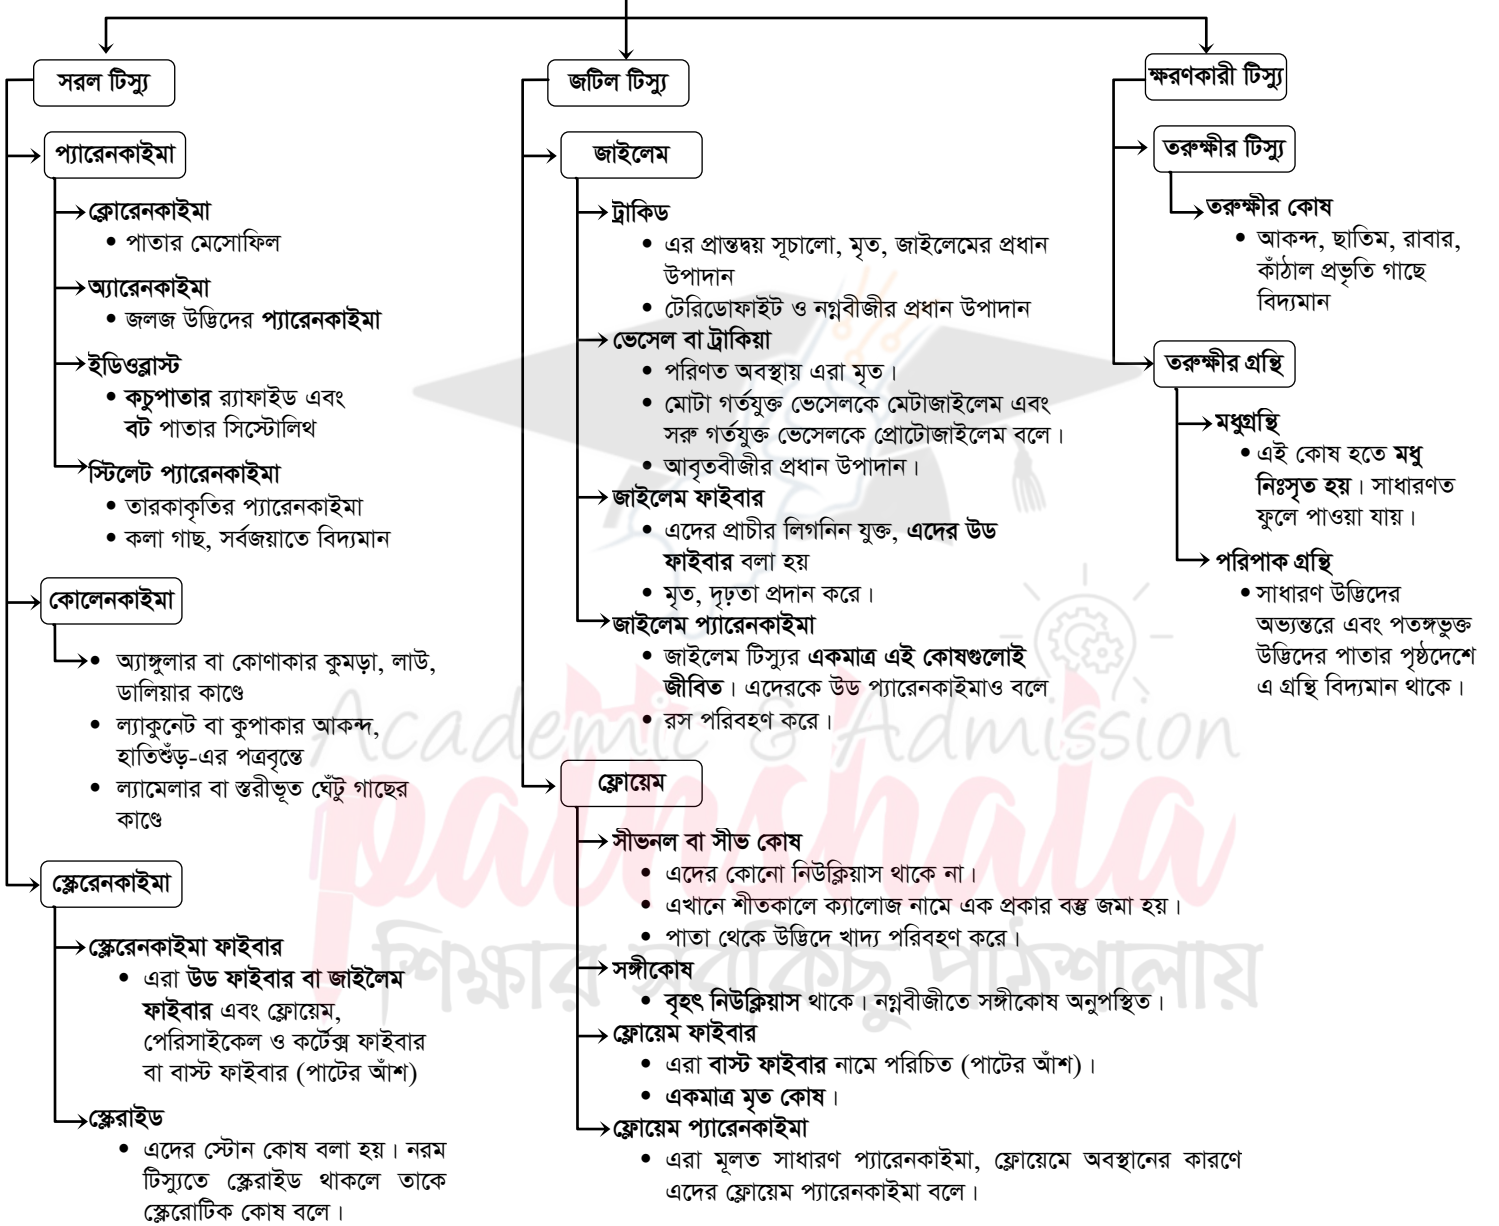 সরল টিস্যু
প্যারেনকাইমা
ক্লোরেনকাইমা
• পাতার মেসোফিল
অ্যারেনকাইমা
• জলজ উদ্ভিদের প্যারেনকাইমা
ইডিওব্লাস্ট
• কচুপাতার র‍্যাফাইড এবং
বট পাতার সিস্টোলিথ
স্টিলেট প্যারেনকাইমা
• তারকাকৃতির প্যারেনকাইমা
• কলা গাছ, সর্বজয়াতে বিদ্যমান
কোলেনকাইমা
• অ্যাঙ্গুলার বা কোণাকার কুমড়া, লাউ,
ডালিয়ার কাণ্ডে
• ল্যাকুনেট বা কুপাকার আকন্দ,
হাতিশুঁড়-এর পত্রবৃন্তে
• ল্যামেলার বা স্তরীভূত ঘেঁটু গাছের
কাণ্ডে
স্ক্লেরেনকাইমা
স্ক্লেরেনকাইমা ফাইবার
• এরা উড ফাইবার বা জাইলৈম
ফাইবার এবং ফ্লোয়েম,
পেরিসাইকেল ও কর্টেক্স ফাইবার
বা বাস্ট ফাইবার (পাটের আঁশ)
স্ক্লেরাইড
• এদের স্টোন কোষ বলা হয়। নরম
টিস্যুতে স্ক্লেরাইড থাকলে তাকে
স্ক্লেরোটিক কোষ বলে।
জটিল টিস্যু
জাইলেম
ট্রাকিড
• এর প্রান্তদ্বয় সূচালো, মৃত, জাইলেমের প্রধান
উপাদান
• টেরিডোফাইট ও নগ্নবীজীর প্রধান উপাদান
ভেসেল বা ট্রাকিয়া
• পরিণত অবস্থায় এরা মৃত।
• মোটা গর্তযুক্ত ভেসেলকে মেটাজাইলেম এবং
সরু গর্তযুক্ত ভেসেলকে প্রোটোজাইলেম বলে।
• আবৃতবীজীর প্রধান উপাদান।
জাইলেম ফাইবার
• এদের প্রাচীর লিগনিন যুক্ত, এদের উড
ফাইবার বলা হয়
• মৃত, দৃঢ়তা প্রদান করে।
জাইলেম প্যারেনকাইমা
• জাইলেম টিস্যুর একমাত্র এই কোষগুলোই
জীবিত। এদেরকে উড প্যারেনকাইমাও বলে
• রস পরিবহণ করে।
ফ্লোয়েম
সীভনল বা সীভ কোষ
• এদের কোনো নিউক্লিয়াস থাকে না।
• এখানে শীতকালে ক্যালোজ নামে এক প্রকার বস্তু জমা হয়।
• পাতা থেকে উদ্ভিদে খাদ্য পরিবহণ করে।
সঙ্গীকোষ
• বৃহৎ নিউক্লিয়াস থাকে। নগ্নবীজীতে সঙ্গীকোষ অনুপস্থিত।
ফ্লোয়েম ফাইবার
• এরা বাস্ট ফাইবার নামে পরিচিত (পাটের আঁশ)।
• একমাত্র মৃত কোষ।
ফ্লোয়েম প্যারেনকাইমা
• এরা মূলত সাধারণ প্যারেনকাইমা, ফ্লোয়েমে অবস্থানের কারণে
এদের ফ্লোয়েম প্যারেনকাইমা বলে।
ক্ষরণকারী টিস্যু
তরুক্ষীর টিস্যু
তরুক্ষীর কোষ
• আকন্দ, ছাতিম, রাবার,
কাঁঠাল প্রভৃতি গাছে
বিদ্যমান
তরুক্ষীর গ্রন্থি
মধুগ্রন্থি
• এই কোষ হতে মধু
নিঃসৃত হয়। সাধারণত
ফুলে পাওয়া যায়।
পরিপাক গ্রন্থি
• সাধারণ উদ্ভিদের
অভ্যন্তরে এবং পতঙ্গভুক্ত
উদ্ভিদের পাতার পৃষ্ঠদেশে
এ গ্রন্থি বিদ্যমান থাকে।
Academic & Admission
pathshala
শিক্ষার সবকিছু পাঠশালায়